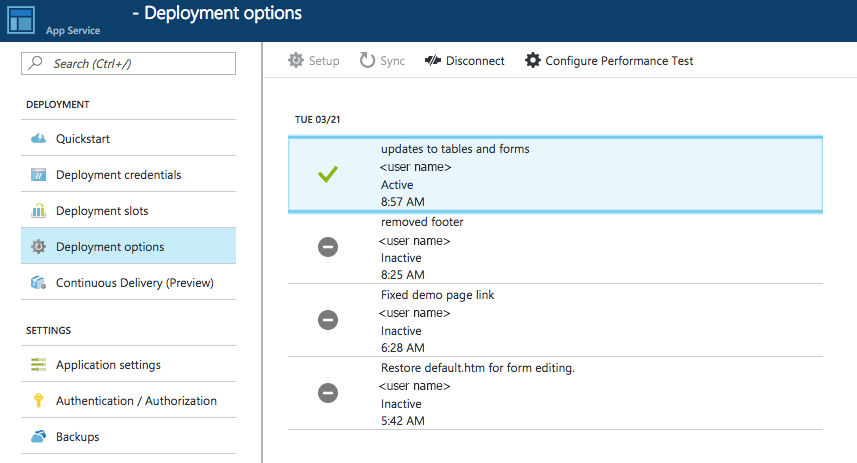 - Deployment options
App Service
Search (Ctrl+/)
DEPLOYMENT
Quickstart
Deployment credentials
Deployment slots
Deployment options
Continuous Delivery (Preview)
SETTINGS
Application settings
Authentication / Authorization
Backups
Setup Sync Disconnect Configure Performance Test
TUE 03/21
updates to tables and forms
<user name>
Active
8:57 AM
removed footer
<user name>
Inactive
8:25 AM
Fixed demo page link
<user name>
Inactive
6:28 AM
Restore default.htm for form editing.
<user name>
Inactive
5:42 AM